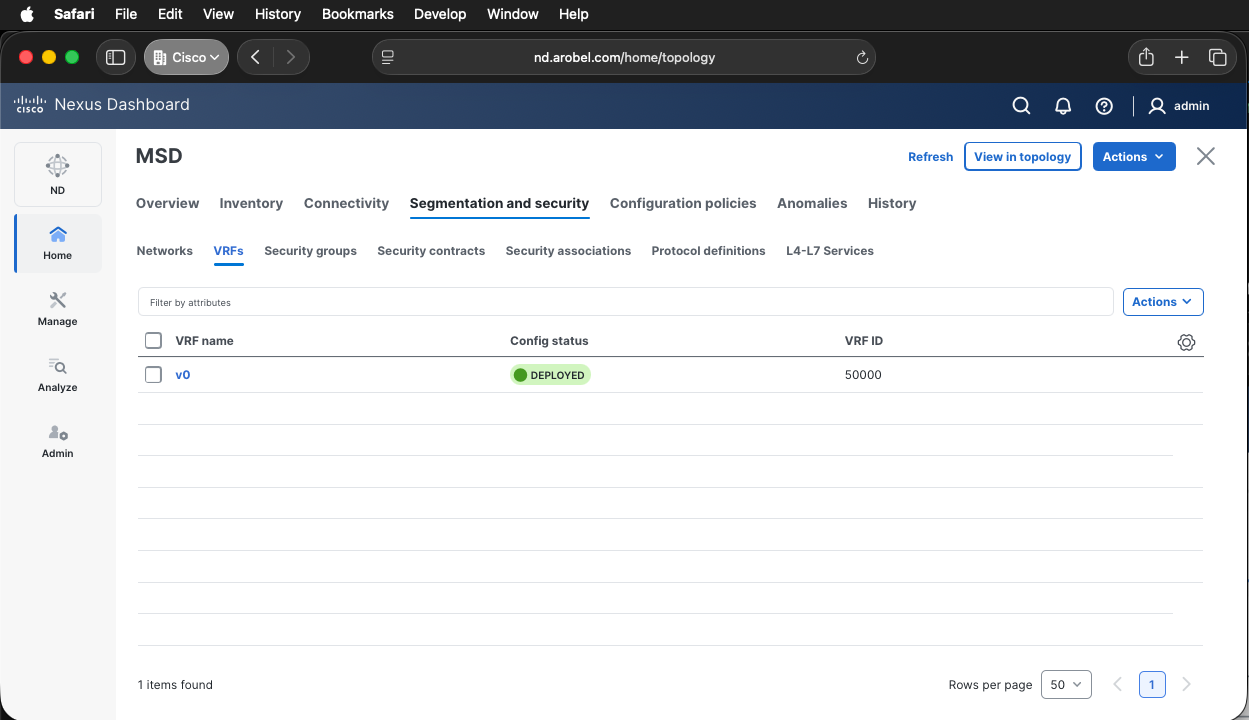 Safari File Edit View History Bookmarks Develop Window Help
Cisco nd.arobel.com/home/topology
CISCO Nexus Dashboard admin
ND
Home
Manage
Analyze
Admin
MSD Refresh View in topology Actions
Overview Inventory Connectivity Segmentation and security Configuration policies Anomalies History
Networks VRFs Security groups Security contracts Security associations Protocol definitions L4-L7 Services
Filter by attributes Actions
VRF name Config status VRF ID
v0 DEPLOYED 50000
1 items found Rows per page 50 1